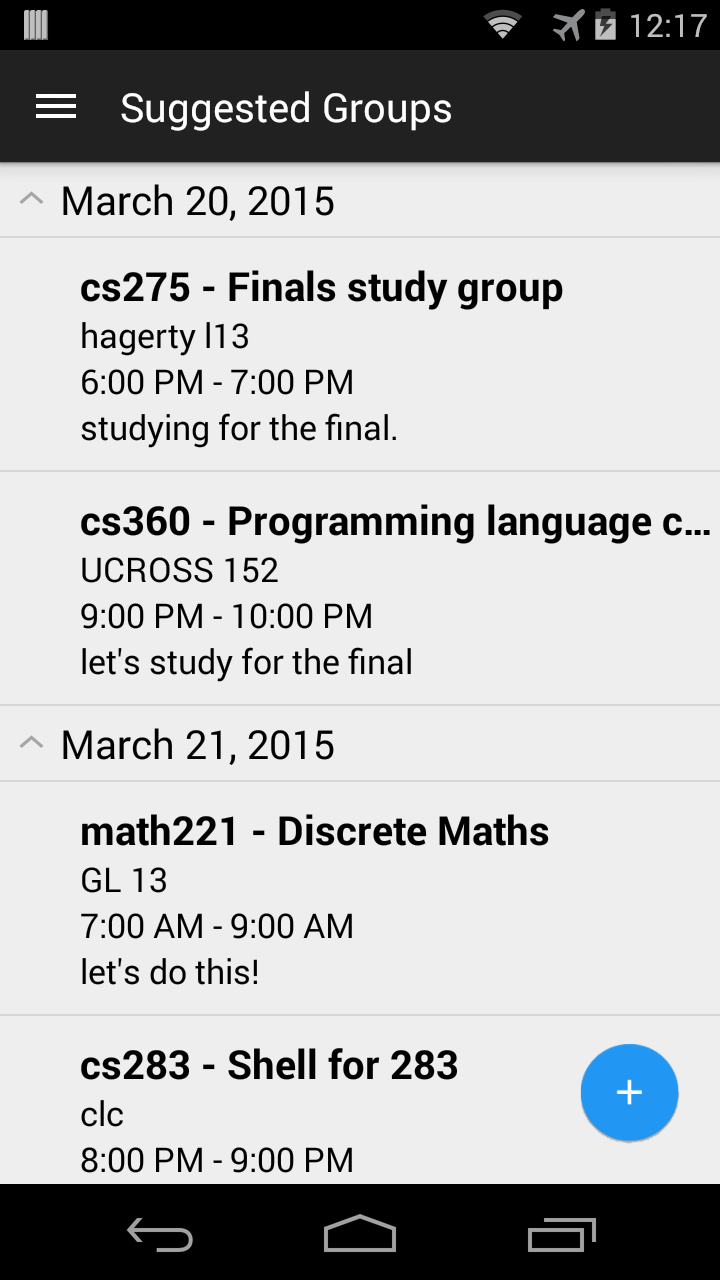 12:17
Suggested Groups
March 20, 2015
cs275 - Finals study group
hagerty l13
6:00 PM - 7:00 PM
studying for the final.
cs360 - Programming language c...
UCROSS 152
9:00 PM - 10:00 PM
let's study for the final
March 21, 2015
math221 - Discrete Maths
GL 13
7:00 AM - 9:00 AM
let's do this!
cs283 - Shell for 283
clc
8:00 PM - 9:00 PM